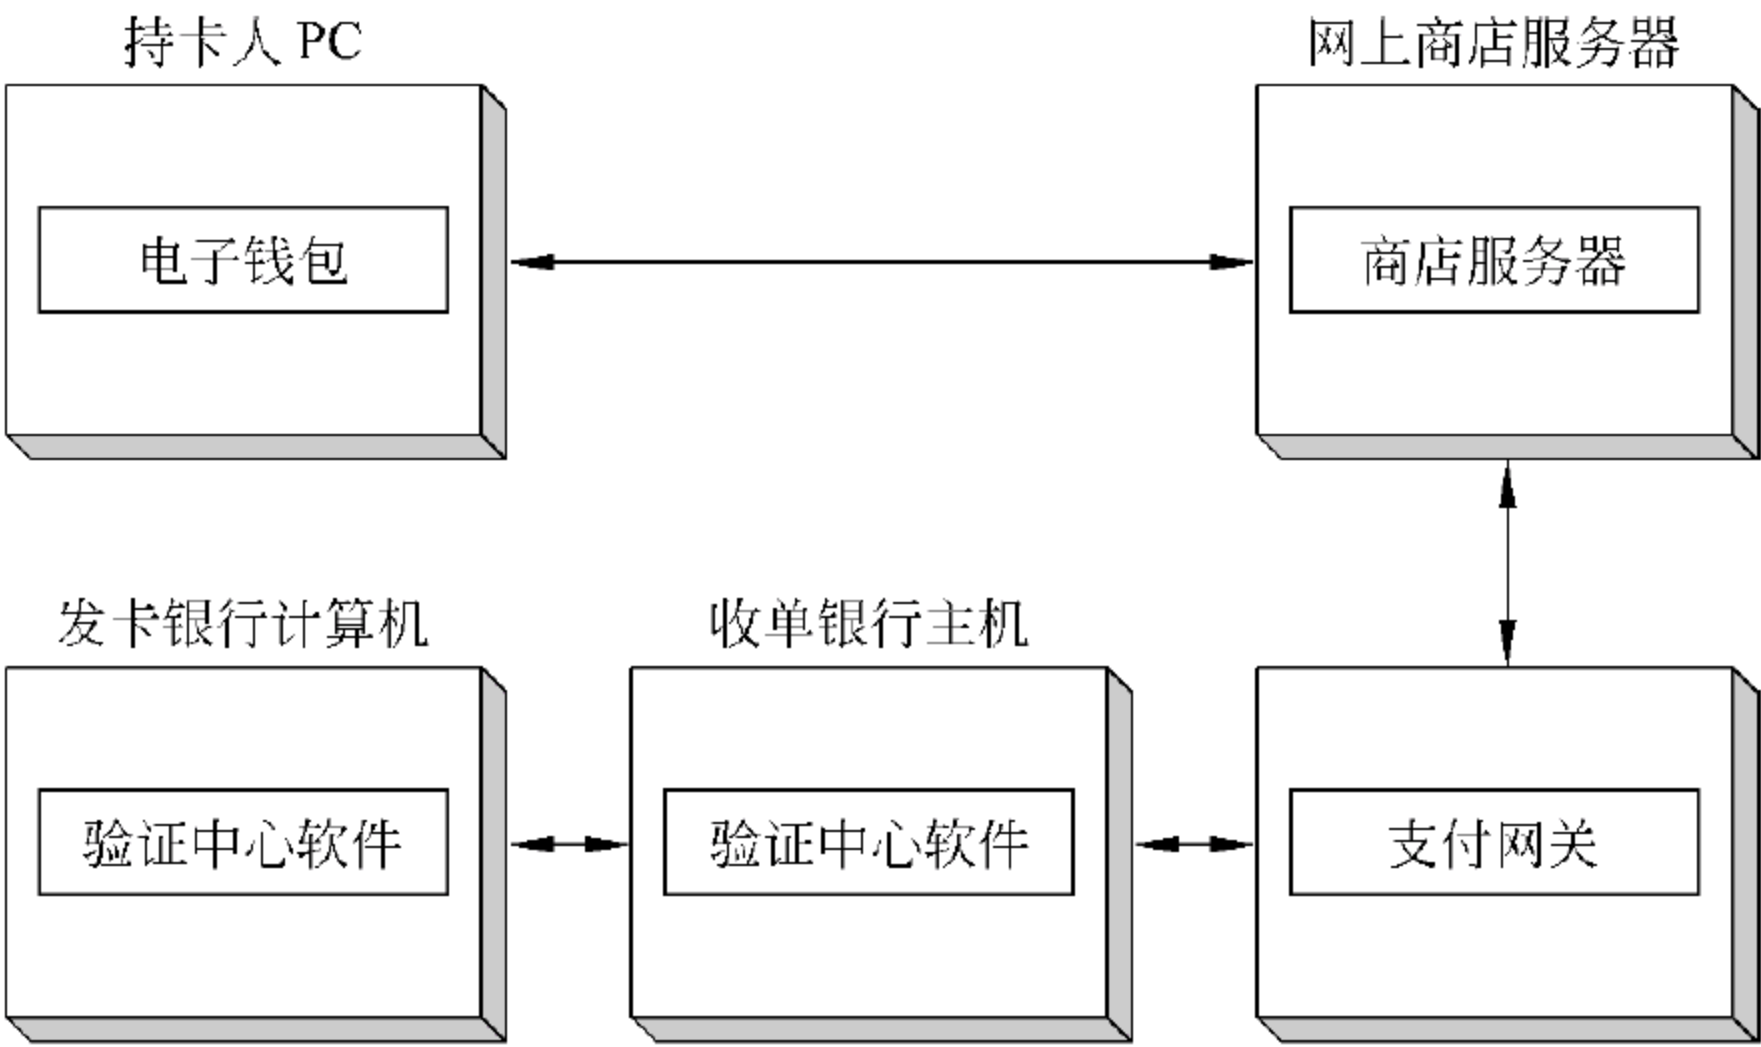 持卡人 PC
网上商店服务器
电子钱包
商店服务器
发卡银行计算机
收单银行主机
验证中心软件
验证中心软件
支付网关